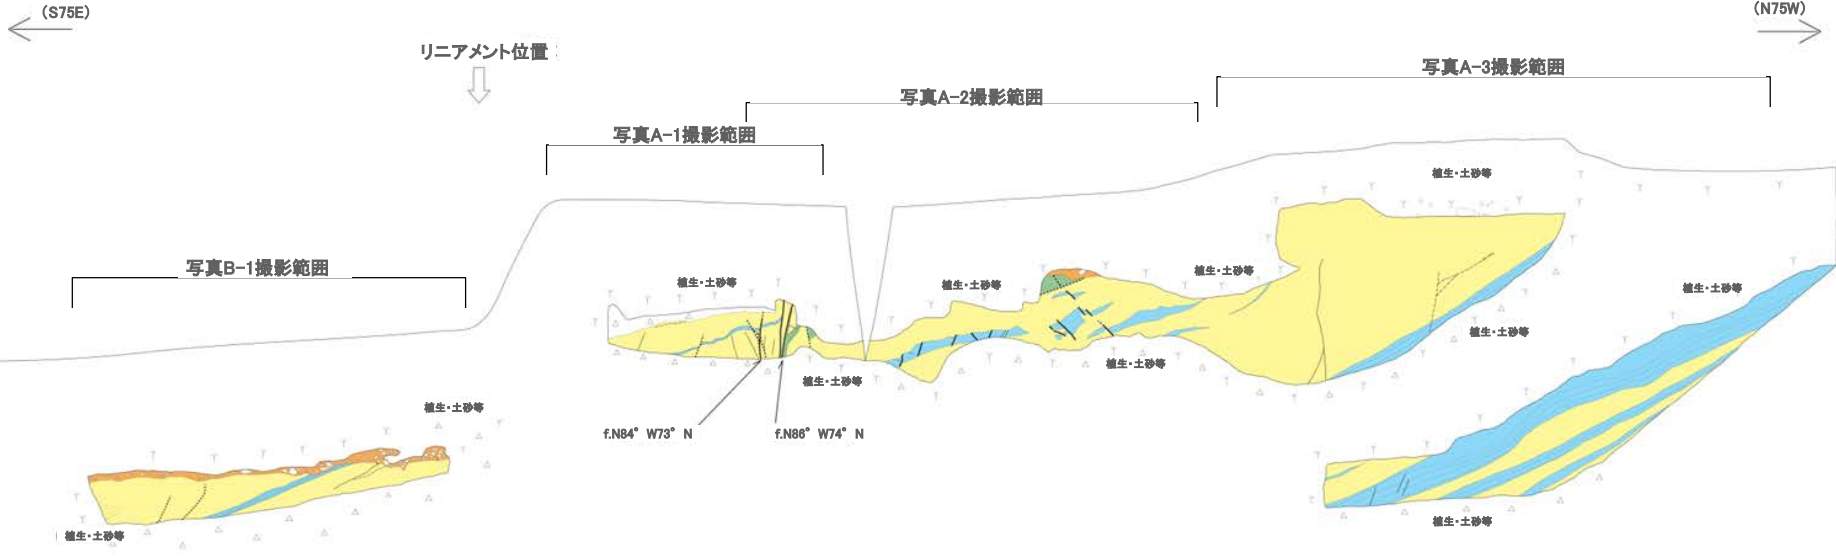 (S75E)
(N75W)
リニアメント位置
写真A-3撮影範囲
写真A-2撮影範囲
写真A-1撮影範囲
植生・土砂等
写真B-1撮影範囲
植生・土砂等
植生・土砂等
植生・土砂等
植生・土砂等
植生・土砂等
植生・土砂等
植生・土砂等
植生・土砂等
f.N84° W73° N
f.N86° W74° N
植生・土砂等
植生・土砂等